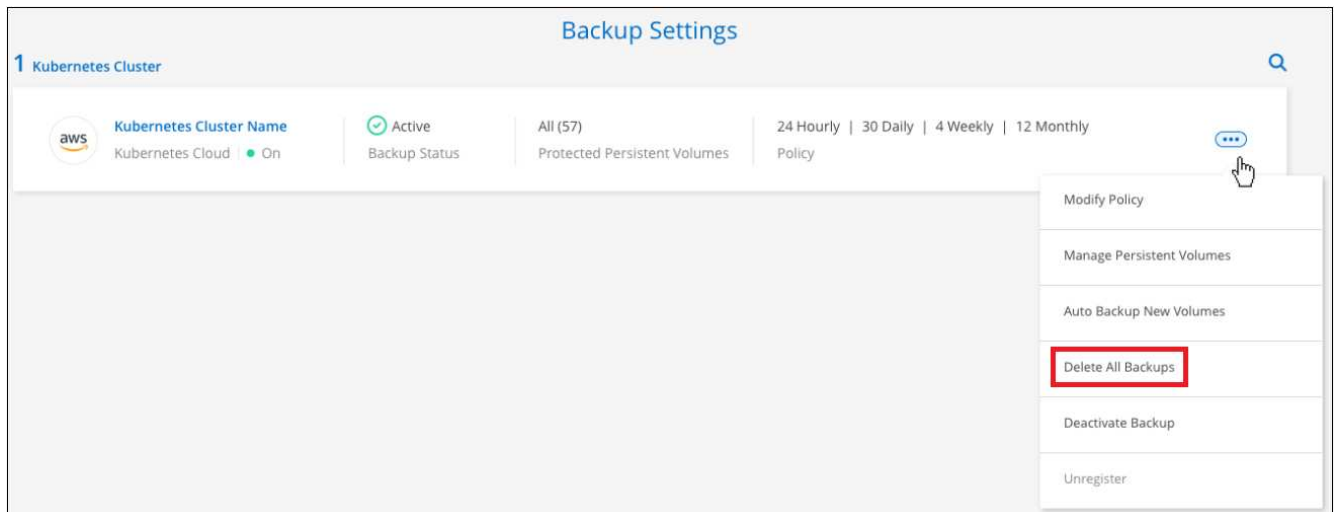 Backup Settings
1 Kubernetes Cluster
aws
Kubernetes Cluster Name
Kubernetes Cloud
On
Active
Backup Status
All (57)
Protected Persistent Volumes
24 Hourly | 30 Daily | 4 Weekly | 12 Monthly
Policy
Modify Policy
Manage Persistent Volumes
Auto Backup New Volumes
Delete All Backups
Deactivate Backup
Unregister